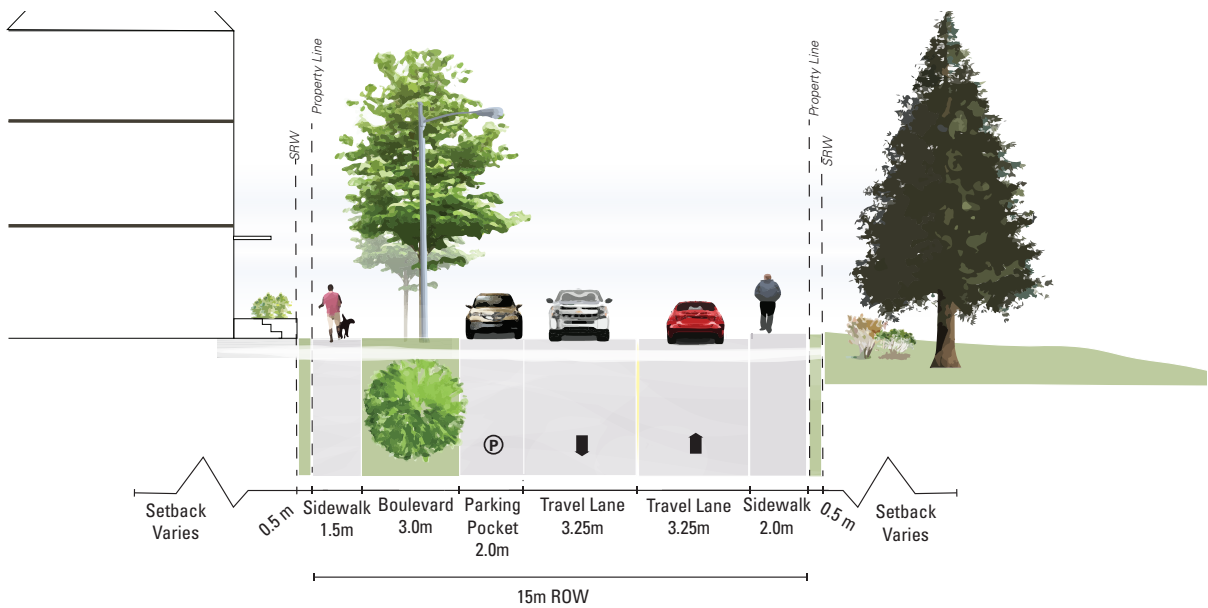 Property Line
SRW
Property Line
SRW
P
Setback
Varies
0.5 m
Sidewalk
1.5m
Boulevard
3.0m
Parking
Pocket
2.0m
Travel Lane
3.25m
Travel Lane
3.25m
Sidewalk
2.0m
0.5 m
Setback
Varies
15m ROW